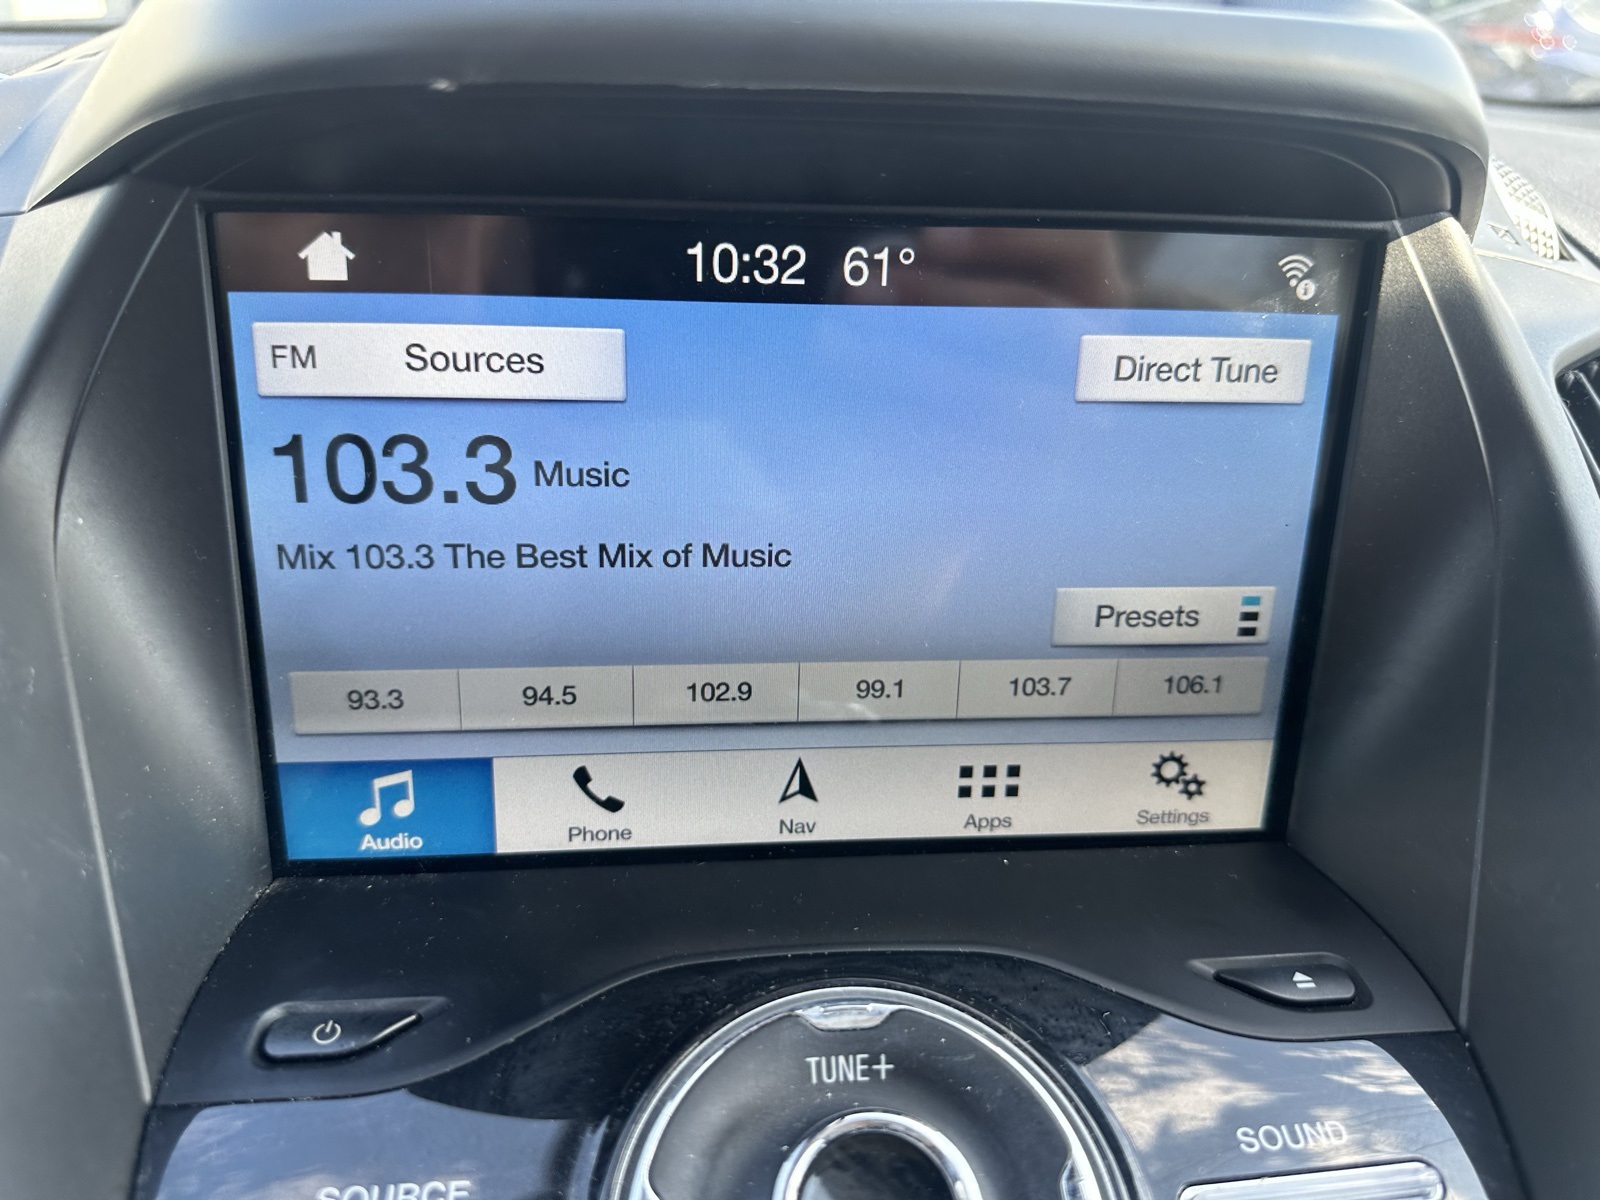 10:32 61°
FM Sources
Direct Tune
103.3 Music
Mix 103.3 The Best Mix of Music
Presets
93.3 94.5 102.9 99.1 103.7 106.1
Audio Phone Nav Apps Settings
TUNE+
SOUND
SOURCE